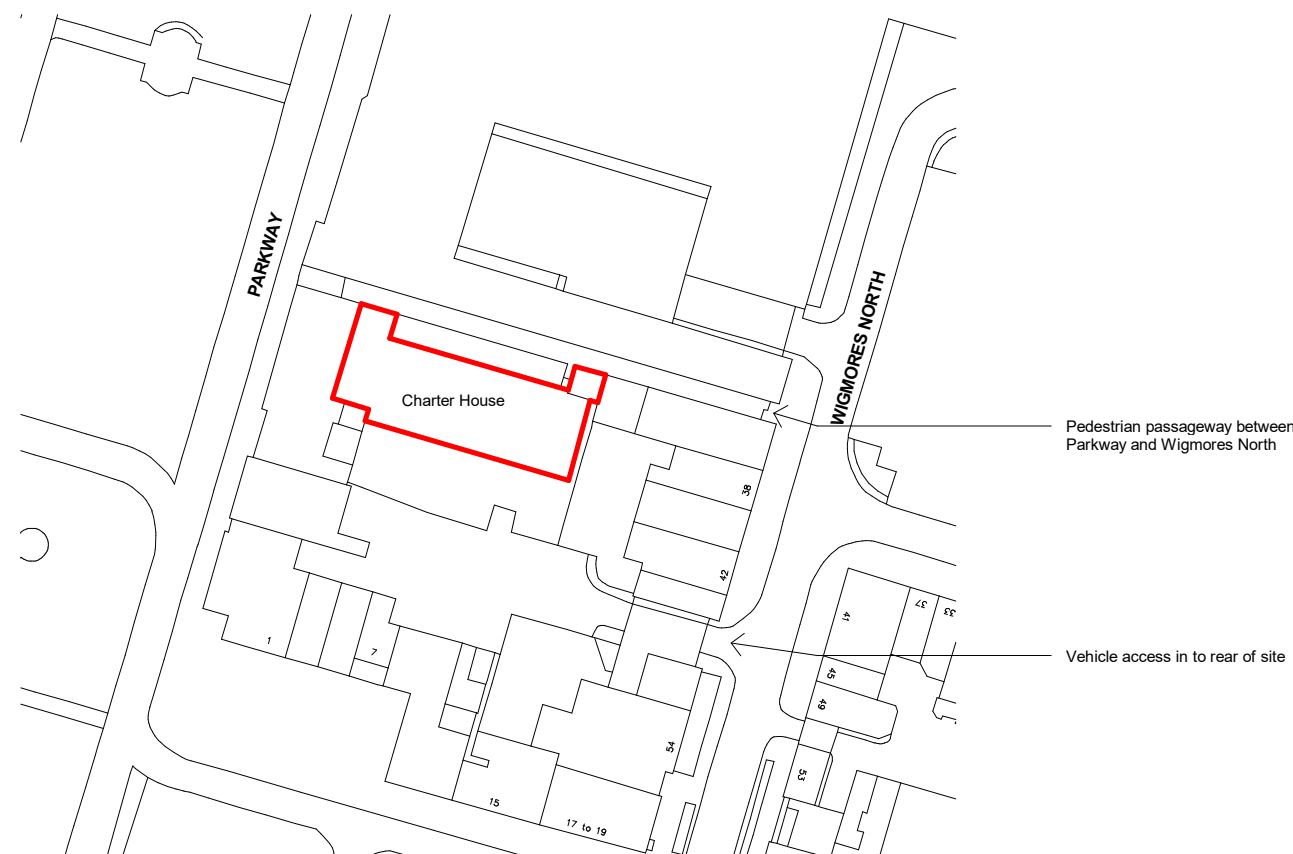 PARKWAY
WIGMORES NORTH
Charter House
Pedestrian passageway between
Parkway and Wigmores North
38
42
Vehicle access in to rear of site
1
7
41
37
33
45
49
53
54
15
17 to 19